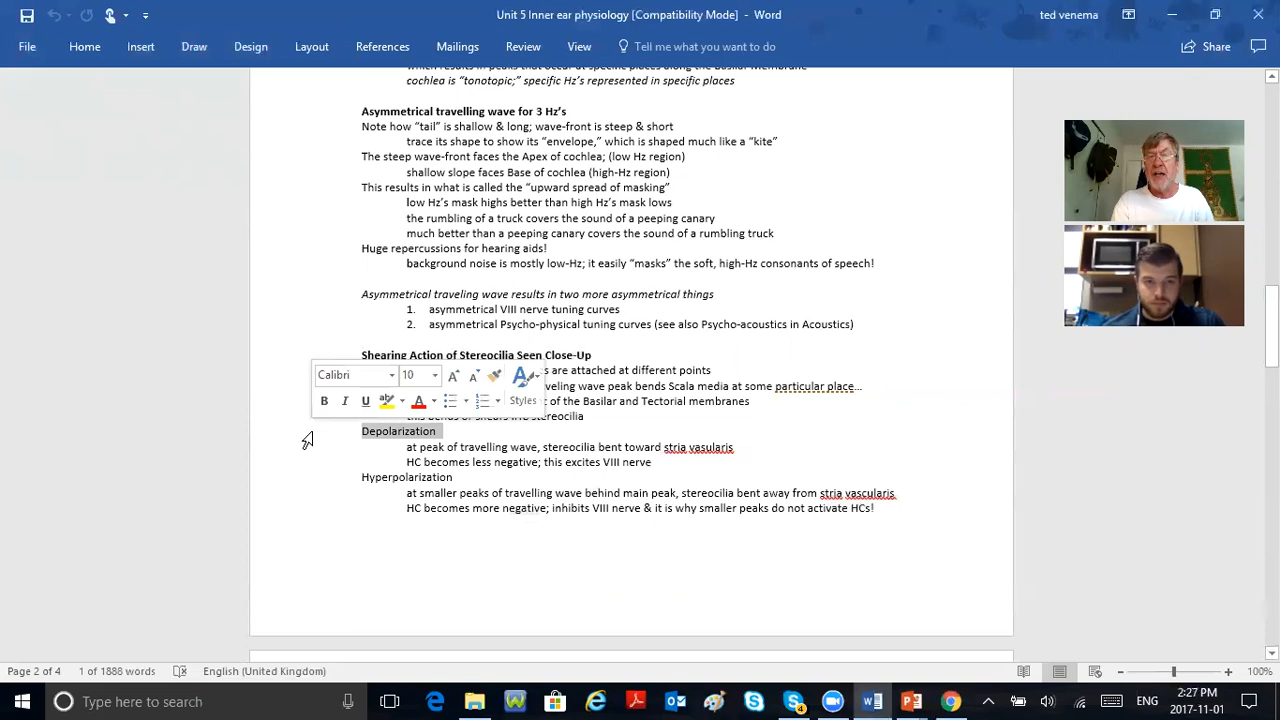 Unit 5 Inner ear physiology [Compatibility Mode] - Word
ted venema
File Home Insert Draw Design Layout References Mailings Review View Tell me what you want to do Share
which results in peaks that occur at specific places along the Basilar Membrane
cochlea is “tonotopic;” specific Hz’s represented in specific places
Asymmetrical travelling wave for 3 Hz’s
Note how “tail” is shallow & long; wave-front is steep & short
trace its shape to show its “envelope,” which is shaped much like a “kite”
The steep wave-front faces the Apex of cochlea; (low Hz region)
shallow slope faces Base of cochlea (high-Hz region)
This results in what is called the “upward spread of masking”
low Hz’s mask highs better than high Hz’s mask lows
the rumbling of a truck covers the sound of a peeping canary
much better than a peeping canary covers the sound of a rumbling truck
Huge repercussions for hearing aids!
background noise is mostly low-Hz; it easily “masks” the soft, high-Hz consonants of speech!
Asymmetrical traveling wave results in two more asymmetrical things
1. asymmetrical VIII nerve tuning curves
2. asymmetric Psycho-physical tuning curves (see also Psycho-acoustics in Acoustics)
Shearing Action of Stereocilia Seen Close-Up
are attached at different points
Calibri 10
veling wave peak bends Scala media at some particular place…
of the Basilar and Tectorial membranes
Styles
stereocilia
Depolarization
at peak of travelling wave, stereocilia bent toward stria vasularis
HC becomes less negative; this excites VIII nerve
Hyperpolarization
at smaller peaks of travelling wave behind main peak, stereocilia bent away from stria vascularis
HC becomes more negative; inhibits VIII nerve & it is why smaller peaks do not activate HCs!
Page 2 of 4 1 of 1888 words English (United Kingdom) 100%
Type here to search
ENG
2:27 PM
2017-11-01